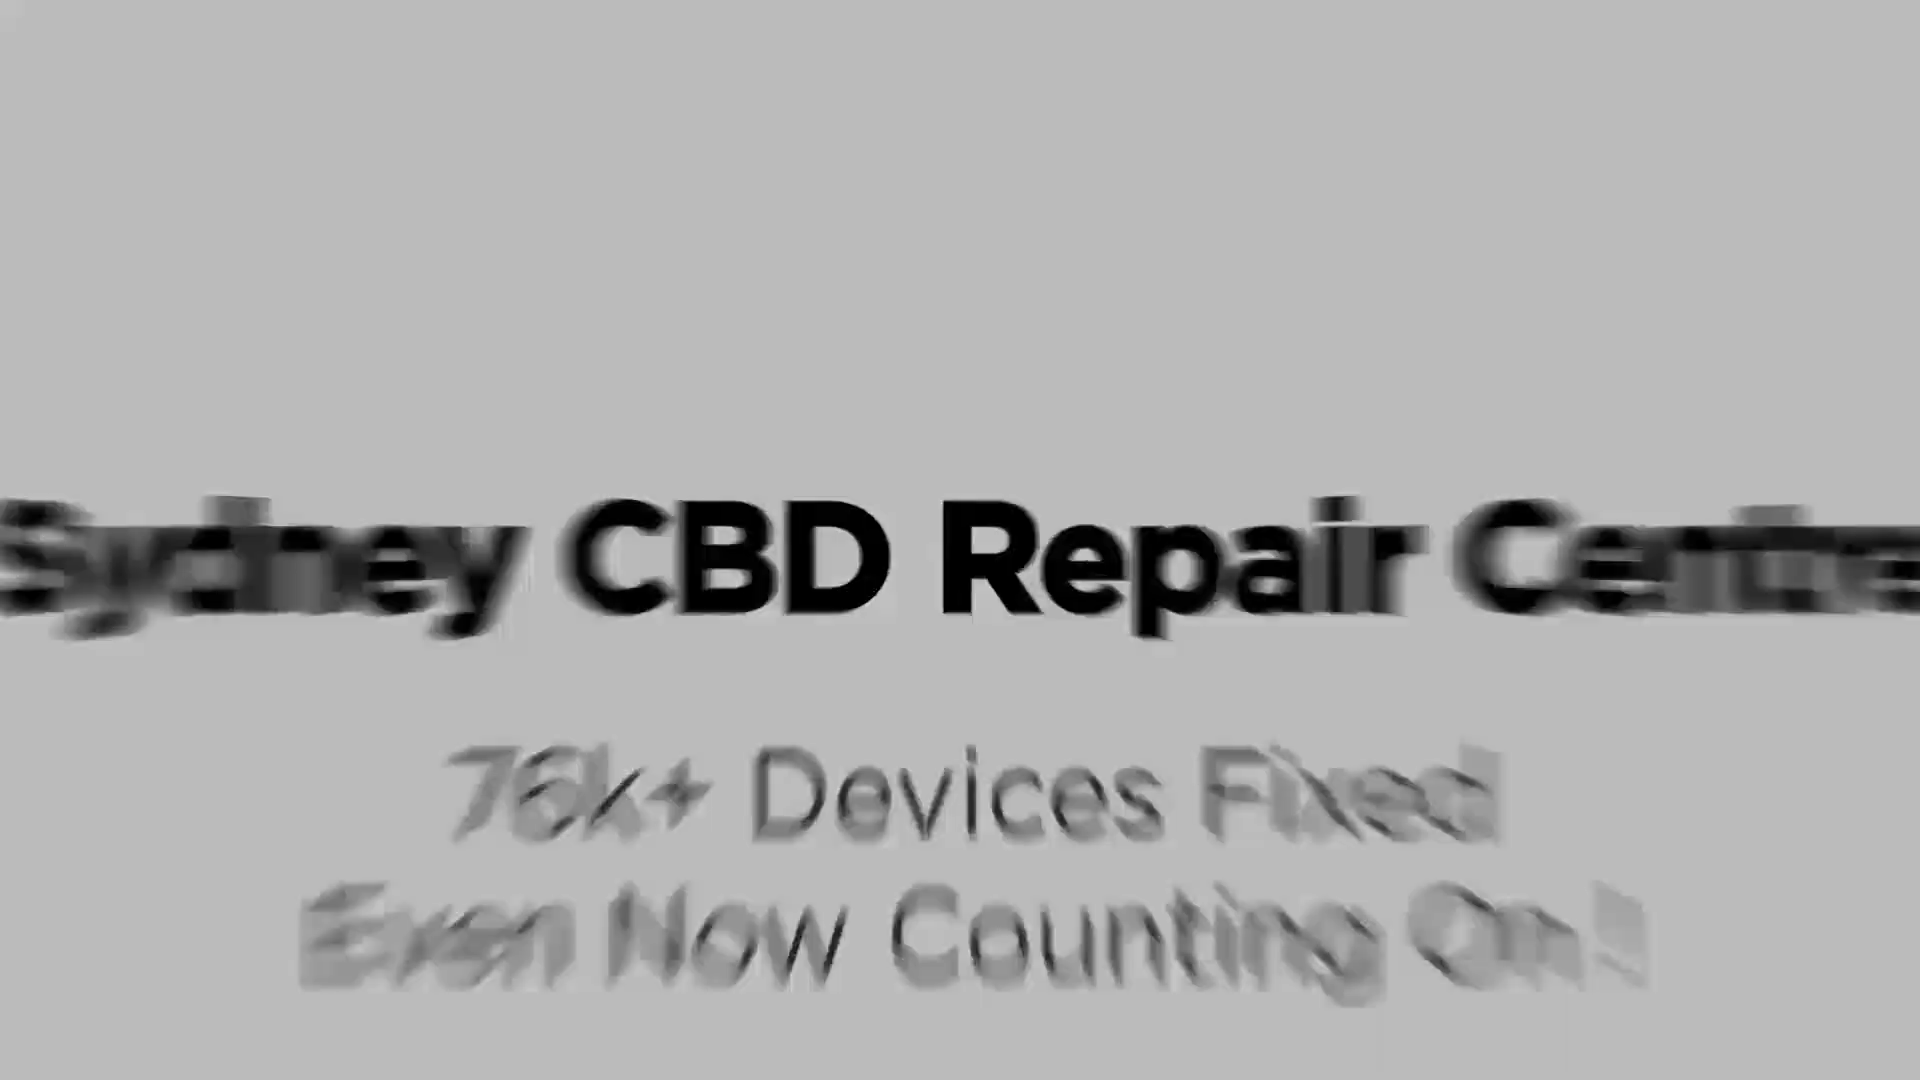 Sydney CBD Repair Centre
76k+ Devices Fixed
Even Now Counting On!